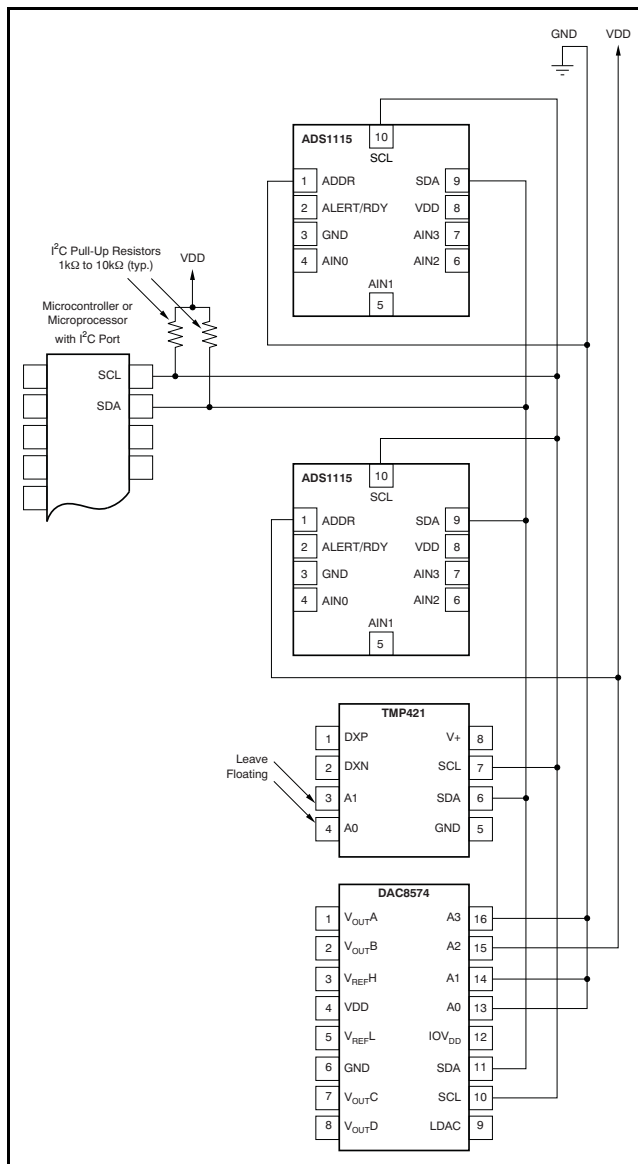 GND VDD
ADS1115
10
SCL
1 ADDR SDA 9
2 ALERT/RDY VDD 8
3 GND AIN3 7
4 AIN0 AIN2 6
AIN1
5
I²C Pull-Up Resistors
1kΩ to 10kΩ (typ.)
VDD
Microcontroller or
Microprocessor
with I²C Port
SCL
SDA
ADS1115
10
SCL
1 ADDR SDA 9
2 ALERT/RDY VDD 8
3 GND AIN3 7
4 AIN0 AIN2 6
AIN1
5
TMP421
1 DXP V+ 8
2 DXN SCL 7
3 A1 SDA 6
4 A0 GND 5
Leave
Floating
DAC8574
1 VOUTA A3 16
2 VOUTB A2 15
3 VREFH A1 14
4 VDD A0 13
5 VREFL IOVDD 12
6 GND SDA 11
7 VOUTC SCL 10
8 VOUTD LDAC 9